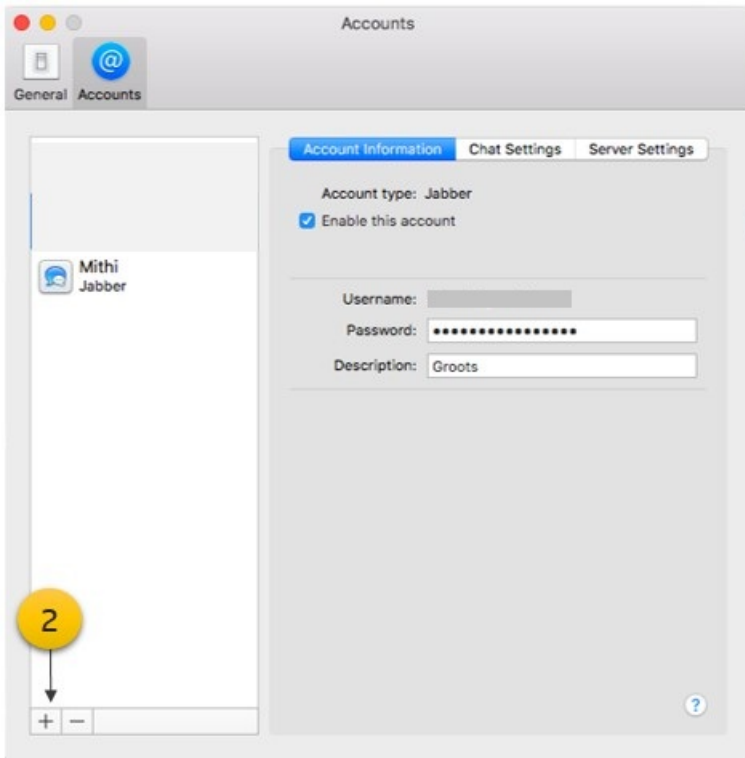 Accounts
General Accounts
Account Information Chat Settings Server Settings
Account type: Jabber
Enable this account
Mithi
Jabber
Username:
Password: ••••••••••••••••
Description: Groots
2
+ −
?